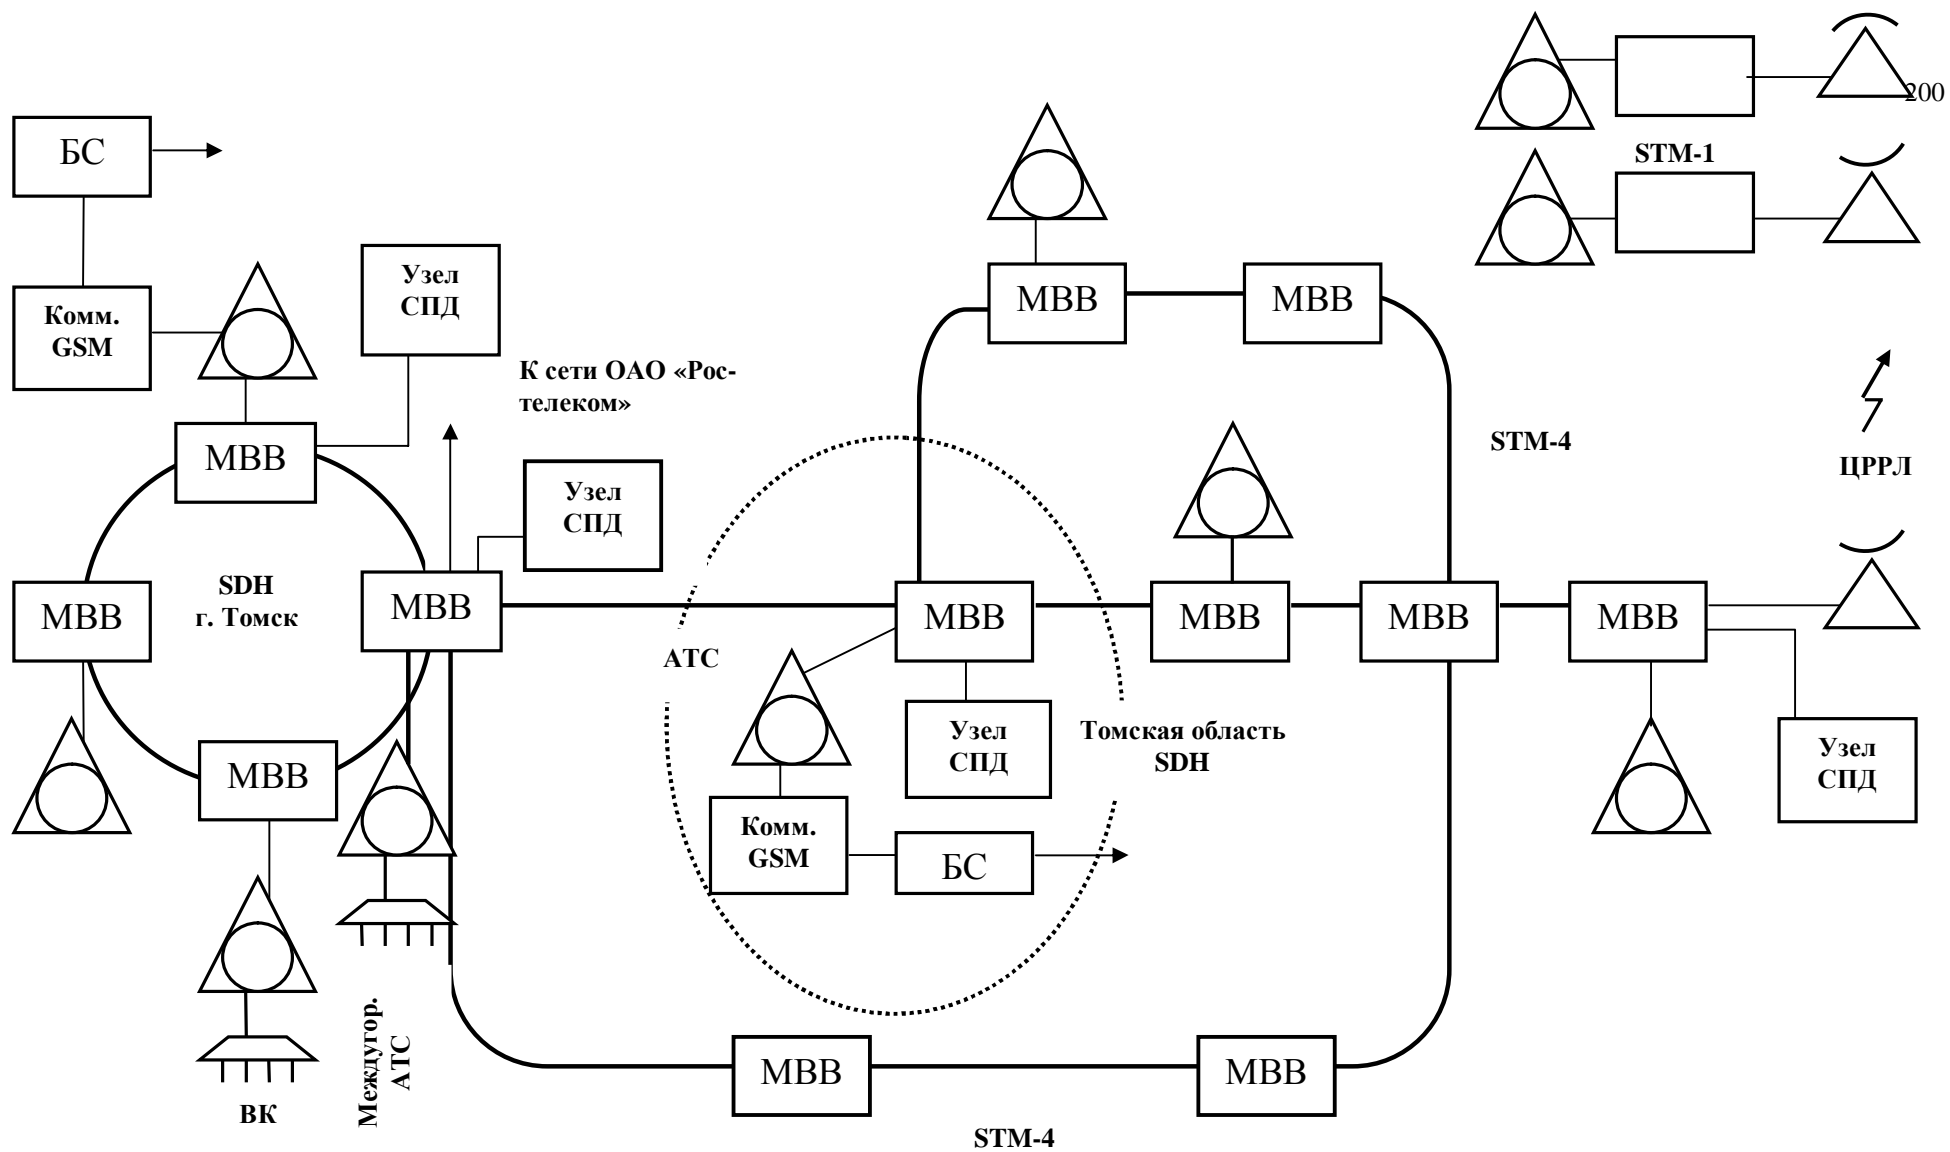 200
БС
STM-1
Комм.
GSM
Узел
СПД
МВВ
МВВ
К сети ОАО «Рос-
телеком»
STM-4
ЦРРЛ
МВВ
Узел
СПД
SDH
г. Томск
МВВ
МВВ
МВВ
МВВ
МВВ
МВВ
АТС
Узел
СПД
Томская область
SDH
Узел
СПД
МВВ
Комм.
GSM
БС
Междугор.
АТС
МВВ
МВВ
ВК
STM-4